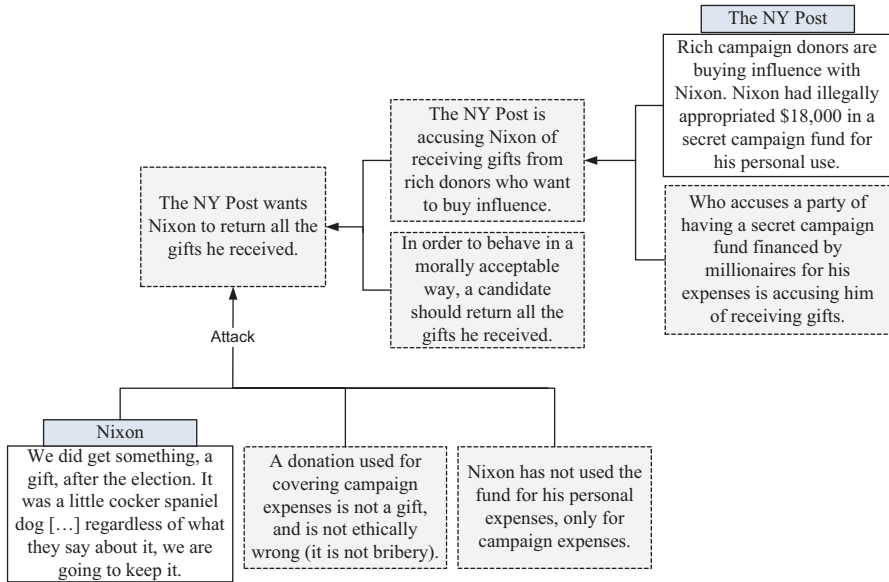 The NY Post
Rich campaign donors are
buying influence with
Nixon. Nixon had illegally
appropriated $18,000 in a
secret campaign fund for
his personal use.
The NY Post is
accusing Nixon of
receiving gifts from
rich donors who want
to buy influence.
The NY Post wants
Nixon to return all the
gifts he received.
Who accuses a party of
having a secret campaign
fund financed by
millionaires for his
expenses is accusing him
of receiving gifts.
In order to behave in a
morally acceptable
way, a candidate
should return all the
gifts he received.
Attack
Nixon
We did get something, a
gift, after the election. It
was a little cocker spaniel
dog […] regardless of what
they say about it, we are
going to keep it.
A donation used for
covering campaign
expenses is not a gift,
and is not ethically
wrong (it is not bribery).
Nixon has not used the
fund for his personal
expenses, only for
campaign expenses.